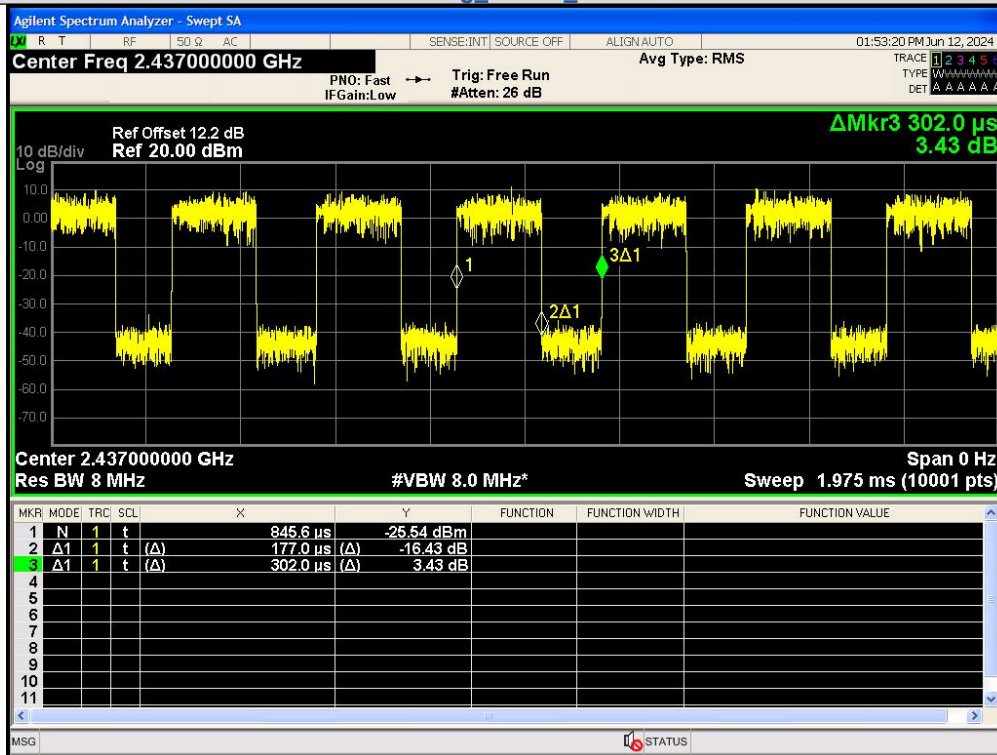 Agilent Spectrum Analyzer - Swept SA
LXI R T RF 50 Ω AC SENSE:INT SOURCE OFF ALIGN AUTO 01:53:20 PM Jun 12, 2024
Center Freq 2.437000000 GHz Avg Type: RMS TRACE 1 2 3 4 5 6
PNO: Fast Trig: Free Run TYPE
IFGain:Low #Atten: 26 dB DET A A A A A A
ΔMkr3 302.0 µs
3.43 dB
Ref Offset 12.2 dB
10 dB/div Ref 20.00 dBm
Log
10.0
0.00
-10.0
-20.0
-30.0
-40.0
-50.0
-60.0
-70.0
1
2Δ1
3Δ1
Center 2.437000000 GHz Span 0 Hz
Res BW 8 MHz #VBW 8.0 MHz* Sweep 1.975 ms (10001 pts)
MKR MODE TRC SCL X Y FUNCTION FUNCTION WIDTH FUNCTION VALUE
1 N 1 t 845.6 µs -25.54 dBm
2 Δ1 1 t (Δ) 177.0 µs (Δ) -16.43 dB
3 Δ1 1 t (Δ) 302.0 µs (Δ) 3.43 dB
4
5
6
7
8
9
10
11
MSG STATUS